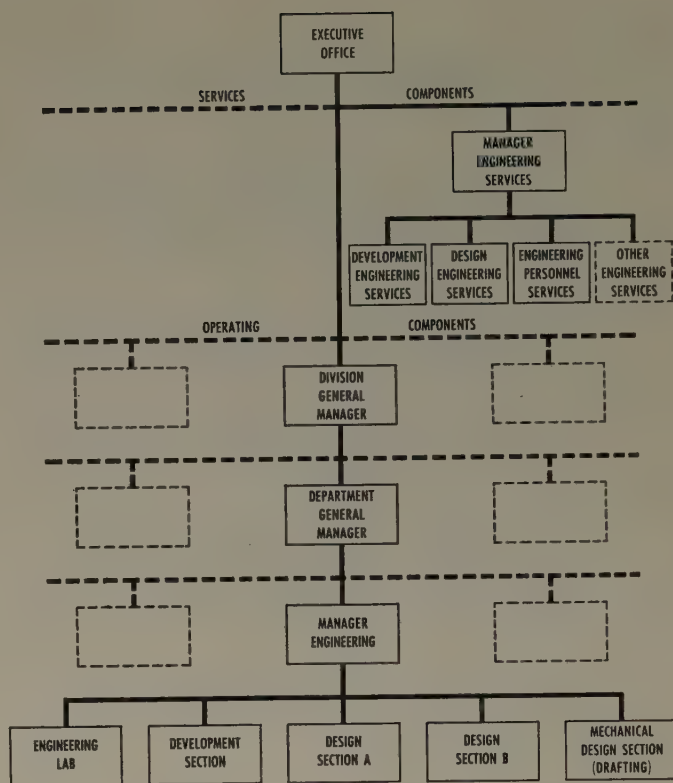 EXECUTIVE
OFFICE
SERVICES COMPONENTS
MANAGER
ENGINEERING
SERVICES
DEVELOPMENT
ENGINEERING
SERVICES
DESIGN
ENGINEERING
SERVICES
ENGINEERING
PERSONNEL
SERVICES
OTHER
ENGINEERING
SERVICES
OPERATING COMPONENTS
DIVISION
GENERAL
MANAGER
DEPARTMENT
GENERAL
MANAGER
MANAGER
ENGINEERING
ENGINEERING
LAB
DEVELOPMENT
SECTION
DESIGN
SECTION A
DESIGN
SECTION B
MECHANICAL
DESIGN SECTION
(DRAFTING)